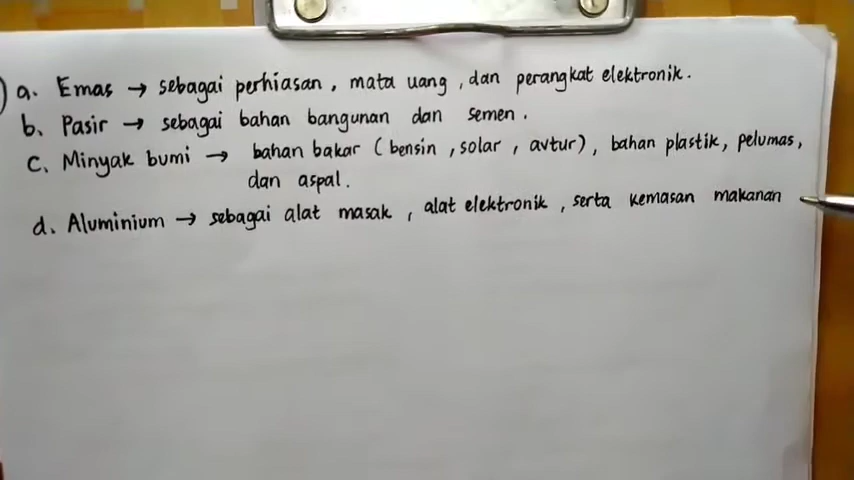 a. Emas → sebagai perhiasan, mata uang, dan perangkat elektronik.
b. Pasir → sebagai bahan bangunan dan semen.
c. Minyak bumi → bahan bakar (bensin, solar, avtur), bahan plastik, pelumas,
dan aspal.
d. Aluminium → sebagai alat masak, alat elektronik, serta kemasan makanan